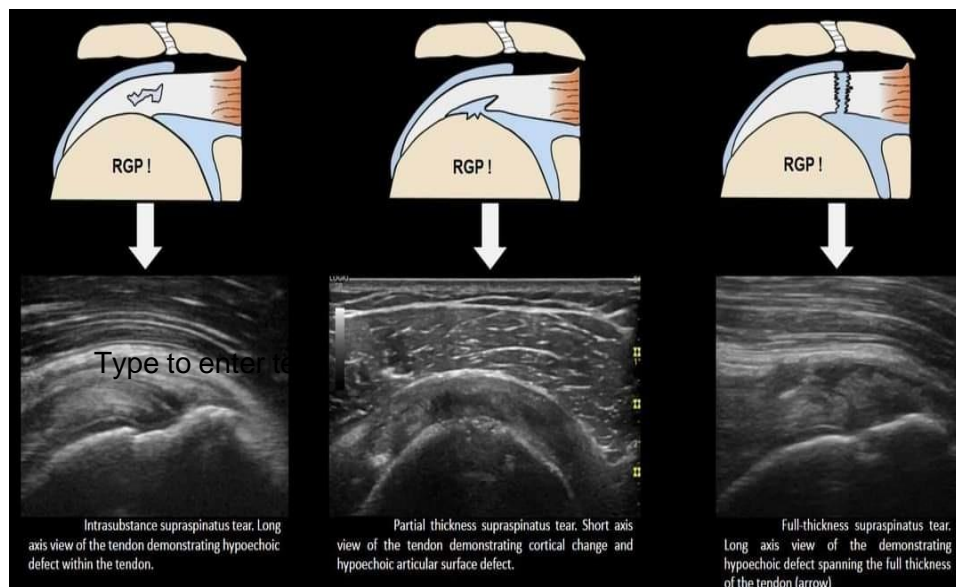 RGP !
RGP !
RGP !
Type to enter te
Intrasubstance supraspinatus tear. Long
axis view of the tendon demonstrating hypoechoic
defect within the tendon.
Partial thickness supraspinatus tear. Short axis
view of the tendon demonstrating cortical change and
hypoechoic articular surface defect.
Full-thickness supraspinatus tear.
Long axis view of the demonstrating
hypoechoic defect spanning the full thickness
of the tendon (arrow)